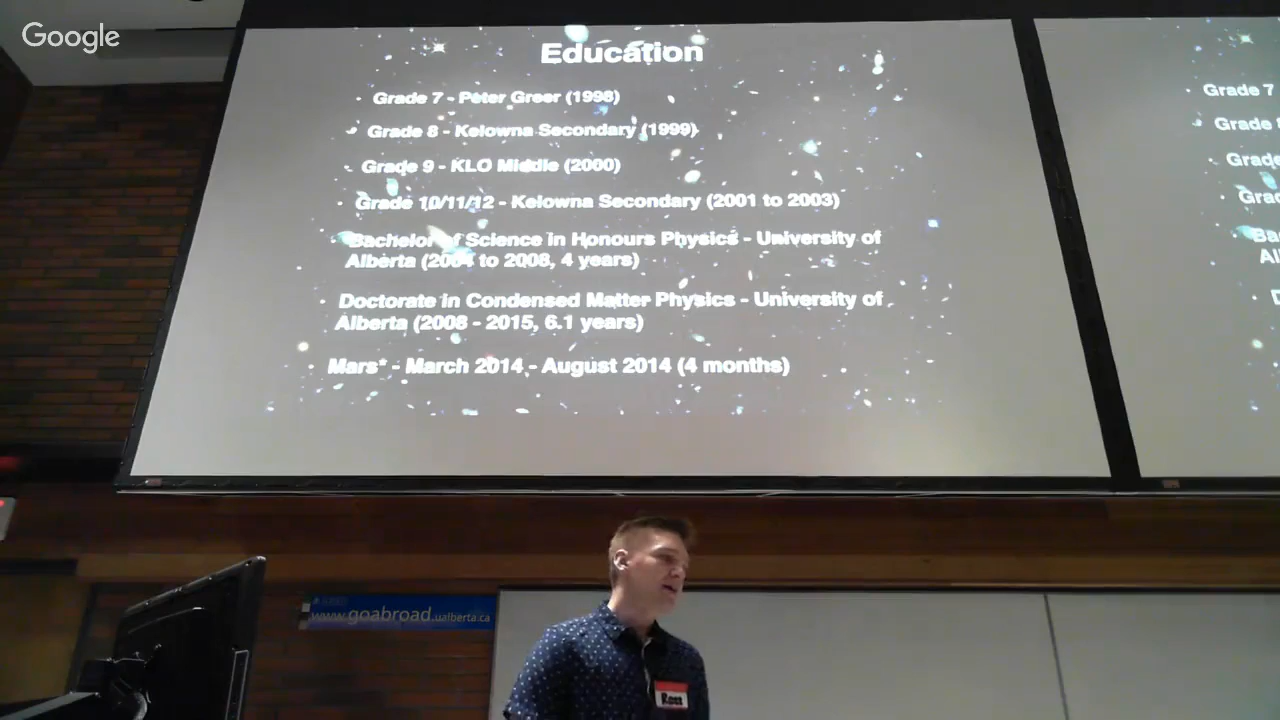 Google
Education
• Grade 7 - Peter Greer (1998)
• Grade 8 - Kelowna Secondary (1999)
• Grade 9 - KLO Middle (2000)
• Grade 10/11/12 - Kelowna Secondary (2001 to 2003)
• Bachelor of Science in Honours Physics - University of
Alberta (2004 to 2008, 4 years)
• Doctorate in Condensed Matter Physics - University of
Alberta (2008 - 2015, 6.1 years)
• Mars* - March 2014 - August 2014 (4 months)
• Grade 7
• Grade
• Grade
• Grad
Al
www.goabroad.ualberta.ca
Ross